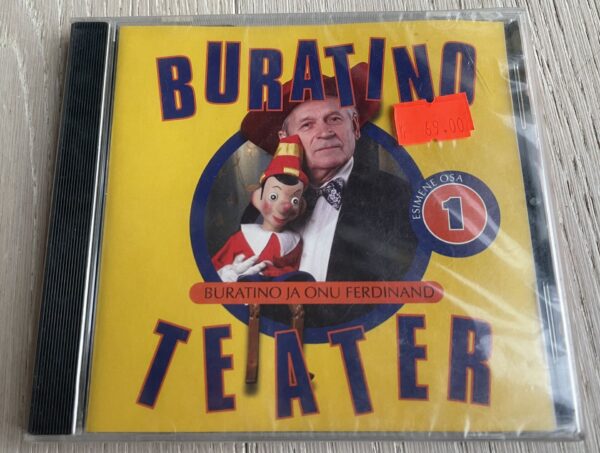 BURATINO
69.00
ESIMENE OSA
1
BURATINO JA ONU FERDINAND
TEATER